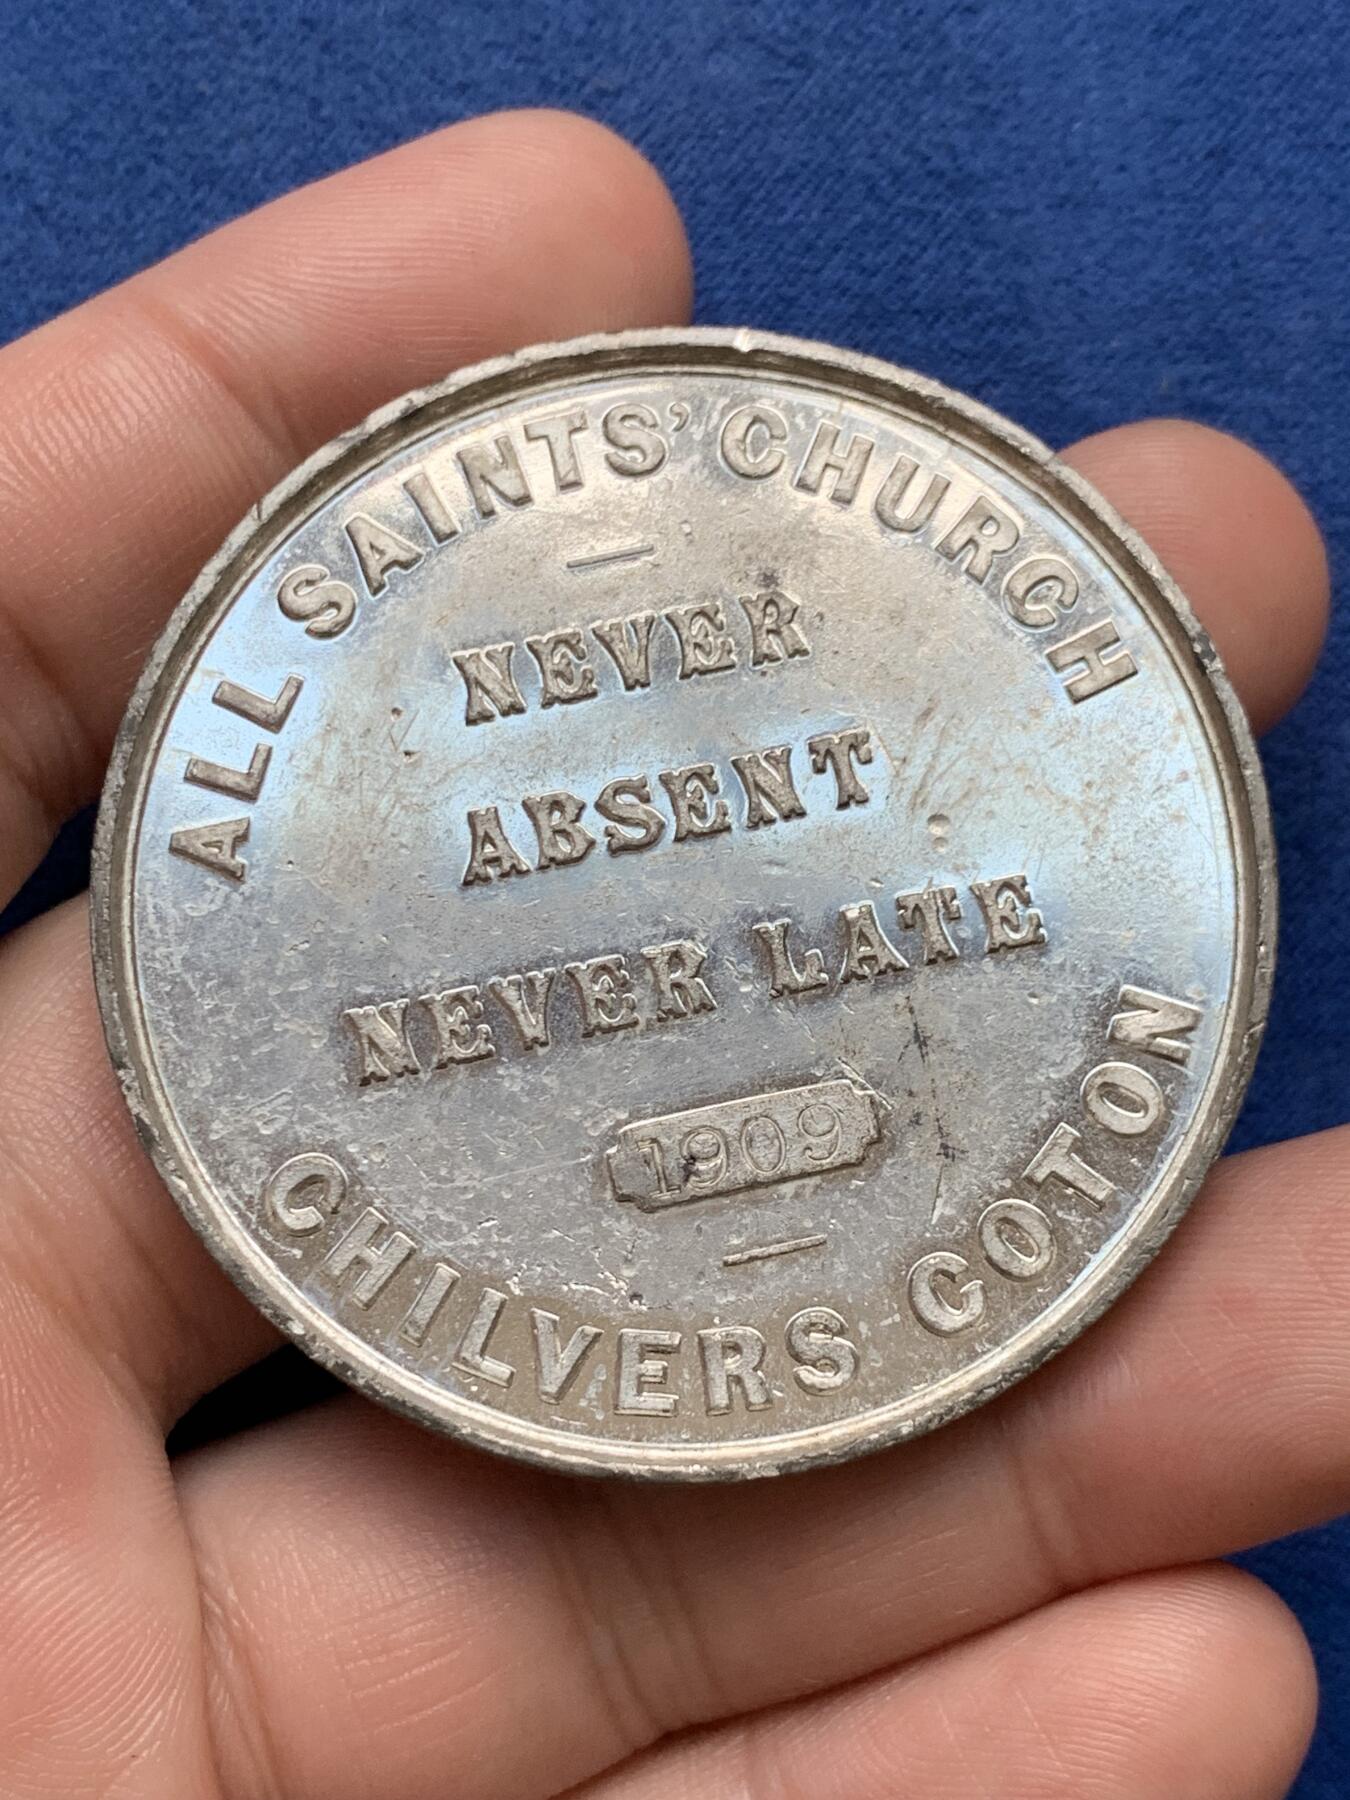 ALL SAINTS' CHURCH
NEVER
ABSENT
NEVER LATE
1909
CHILVERS COTON